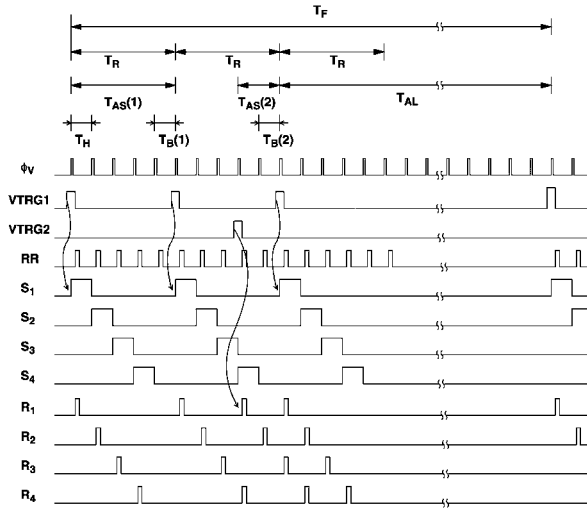 T_F
T_R T_R T_R
T_AS(1) T_AS(2) T_AL
T_H T_B(1) T_B(2)
ϕ_V
VTRG1
VTRG2
RR
S_1
S_2
S_3
S_4
R_1
R_2
R_3
R_4